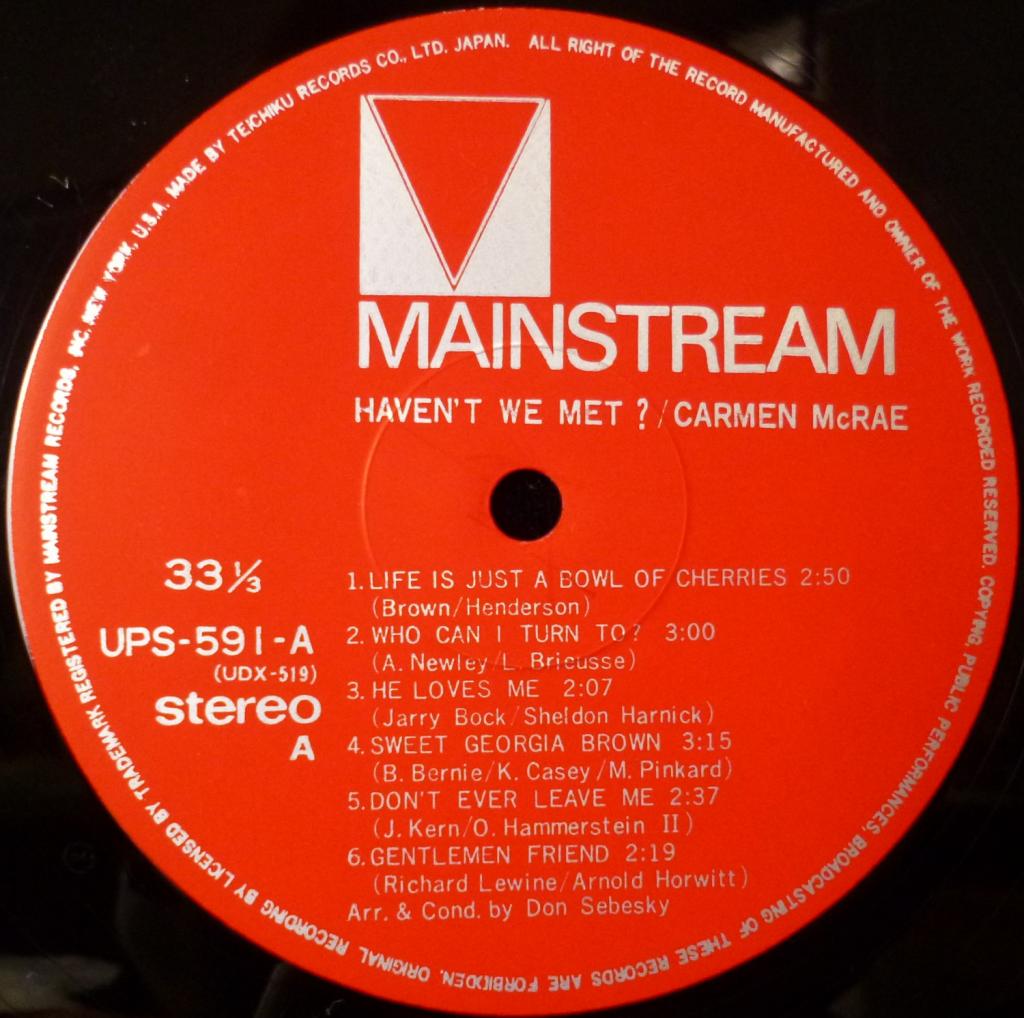 MAINSTREAM
HAVEN'T WE MET?/CARMEN McRAE
33⅓
UPS-591-A
(UDX-519)
stereo
A
1. LIFE IS JUST A BOWL OF CHERRIES 2:50
(Brown/Henderson)
2. WHO CAN I TURN TO? 3:00
(A. Newley/L. Bricusse)
3. HE LOVES ME 2:07
(Jarry Bock/Sheldon Harnick)
4. SWEET GEORGIA BROWN 3:15
(B. Bernie/K. Casey/M. Pinkard)
5. DON'T EVER LEAVE ME 2:37
(J. Kern/O. Hammerstein II)
6. GENTLEMEN FRIEND 2:19
(Richard Lewine/Arnold Horwitt)
Arr. & Cond. by Don Sebesky
ORIGINAL RECORDING BY LICENSED BY TRADEMARK REGISTERED BY MAINSTREAM RECORDS, INC. NEW YORK, U.S.A. MADE BY TEICHIKU RECORDS CO., LTD. JAPAN. ALL RIGHT OF THE RECORD MANUFACTURED AND OWNER OF THE WORK RECORDED RESERVED. COPYING, PUBLIC PERFORMANCES, BROADCASTING OF THESE RECORDS ARE FORBIDDEN.